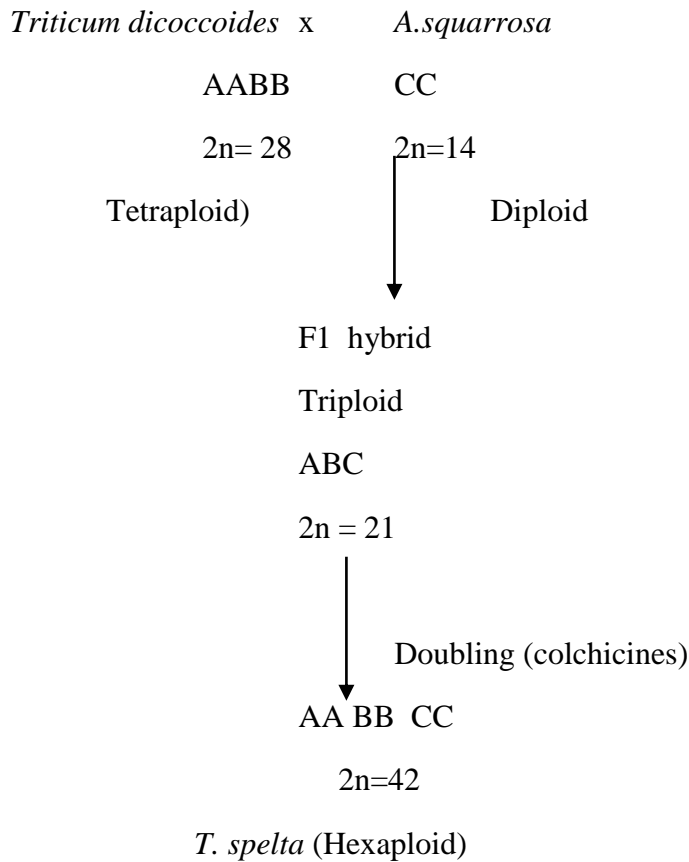 Triticum dicoccoides x A.squarrosa
AABB CC
2n= 28 2n=14
Tetraploid) Diploid
F1 hybrid
Triploid
ABC
2n = 21
Doubling (colchicines)
AA BB CC
2n=42
T. spelta (Hexaploid)